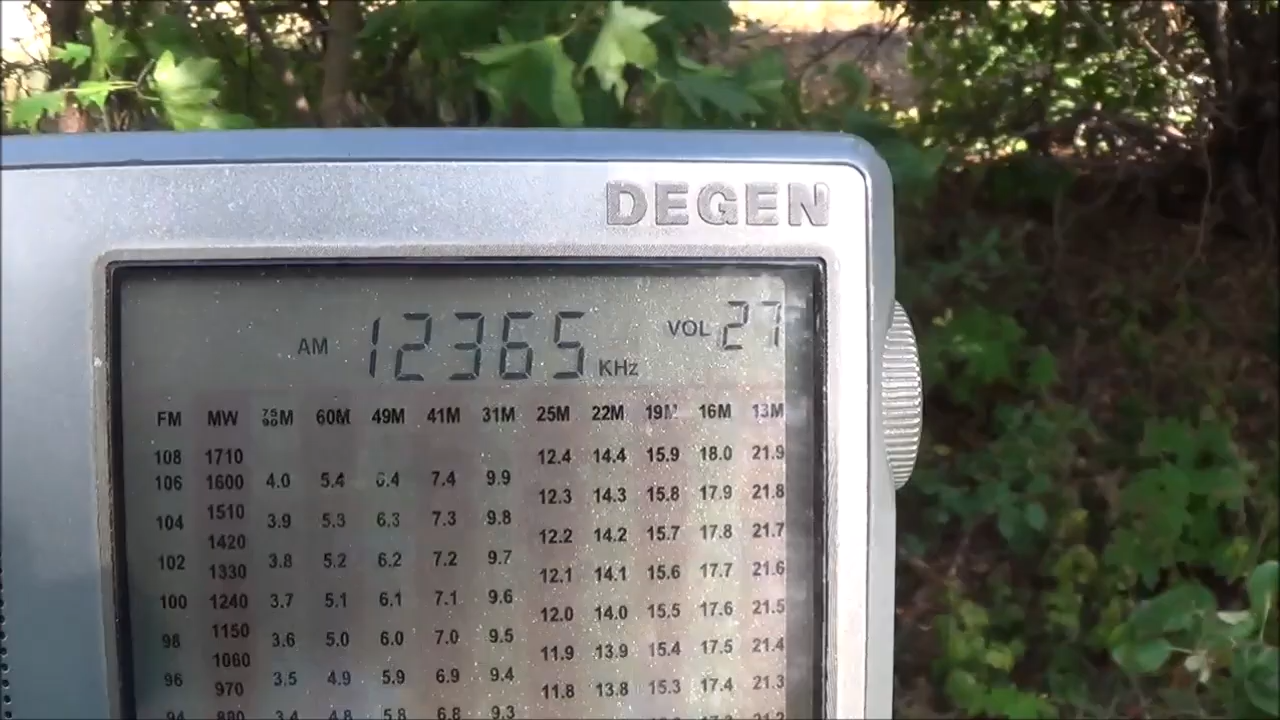 DEGEN
AM 12365 KHz VOL 27
FM MW 75 90 M 60M 49M 41M 31M 25M 22M 19M 16M 13M
108 1710 12.4 14.4 15.9 18.0 21.9
106 1600 4.0 5.4 6.4 7.4 9.9
12.3 14.3 15.8 17.9 21.8
104 1510 3.9 5.3 6.3 7.3 9.8
1420 12.2 14.2 15.7 17.8 21.7
102 1330 3.8 5.2 6.2 7.2 9.7
12.1 14.1 15.6 17.7 21.6
100 1240 3.7 5.1 6.1 7.1 9.6
12.0 14.0 15.5 17.6 21.5
98 1150 3.6 5.0 6.0 7.0 9.5
1060 11.9 13.9 15.4 17.5 21.4
96 970 3.5 4.9 5.9 6.9 9.4
11.8 13.8 15.3 17.4 21.3
94 880 3.4 4.8 5.8 6.8 9.3